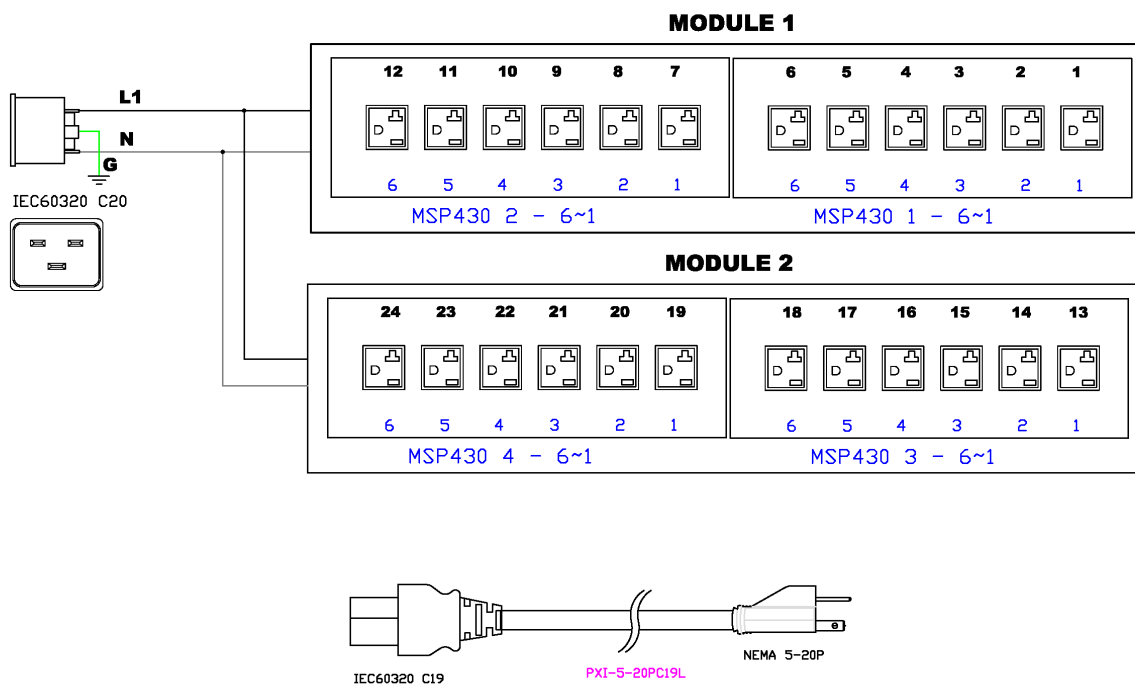 MODULE 1
12 11 10 9 8 7 6 5 4 3 2 1
L1
N
G
6 5 4 3 2 1 6 5 4 3 2 1
IEC60320 C20
MSP430 2 - 6~1 MSP430 1 - 6~1
MODULE 2
24 23 22 21 20 19 18 17 16 15 14 13
6 5 4 3 2 1 6 5 4 3 2 1
MSP430 4 - 6~1 MSP430 3 - 6~1
NEMA 5-20P
PXI-5-20PC19L
IEC60320 C19